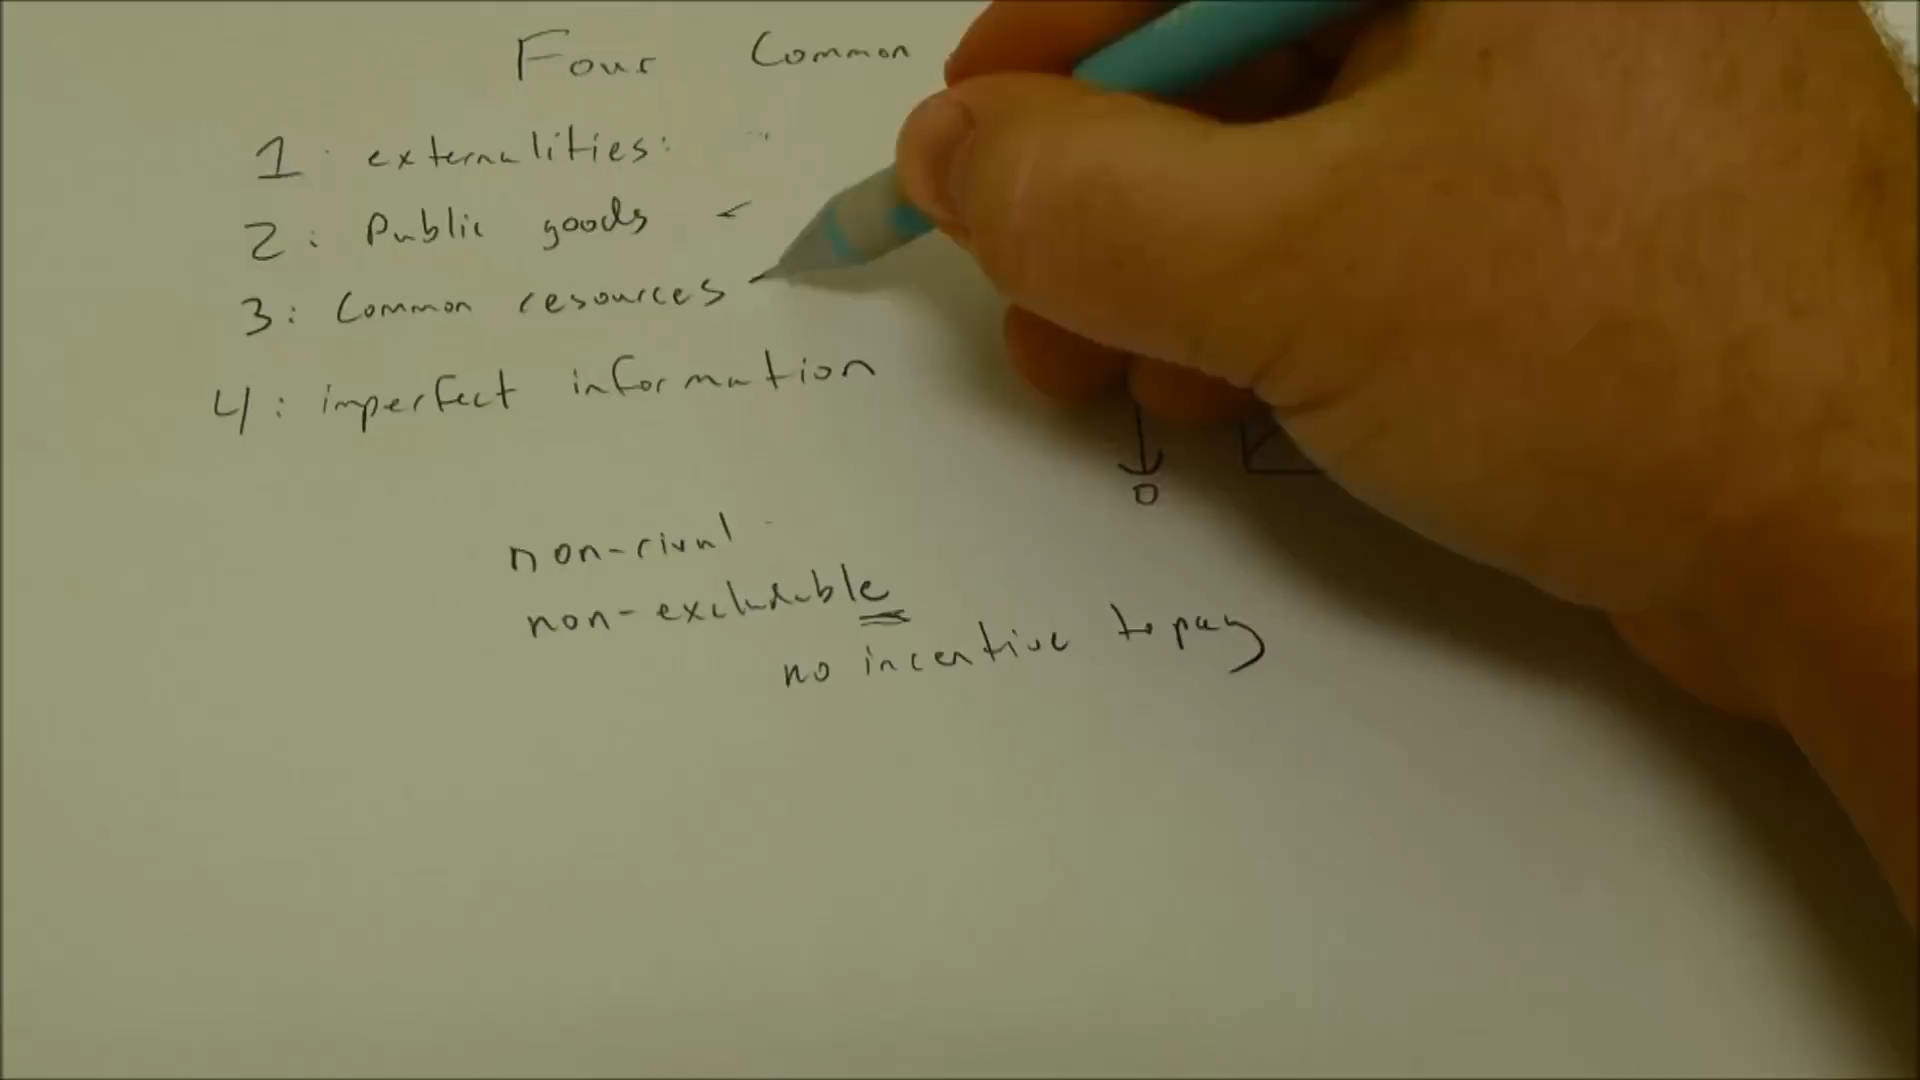 Four Common
1 externalities:
2: Public goods
3: Common resources
4: imperfect information
D
non-rival
non-excludable
no incentive to pay